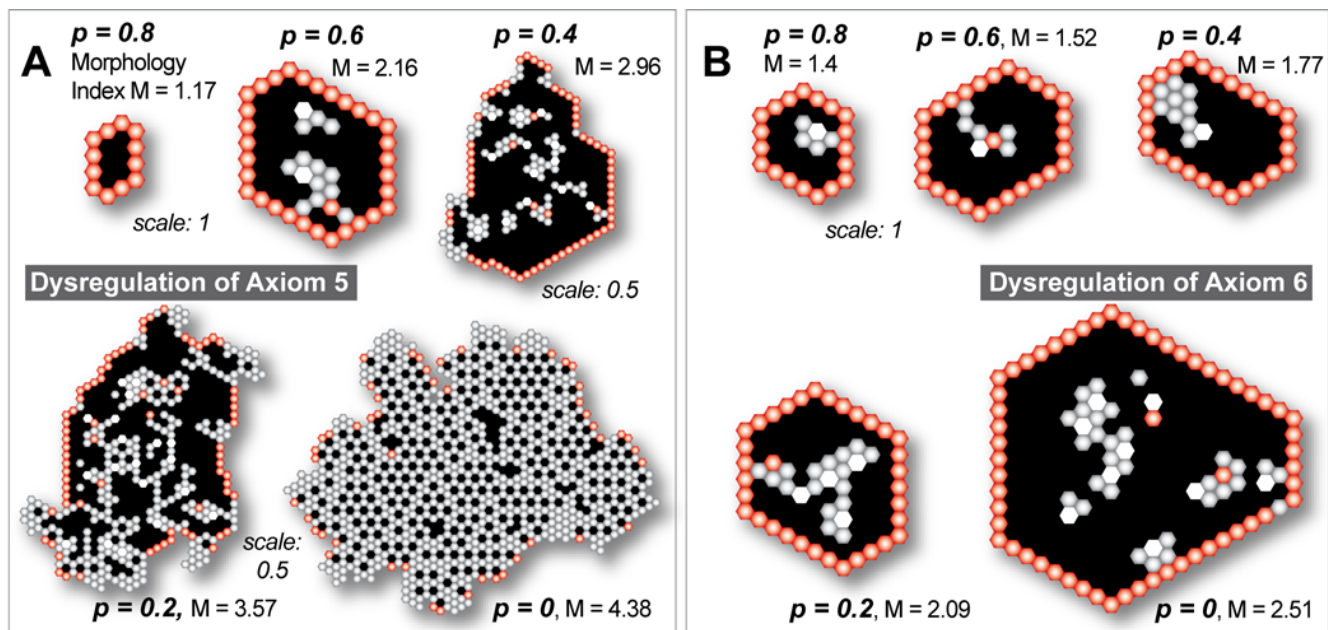 A
p = 0.8
Morphology
Index M = 1.17
scale: 1
p = 0.6
M = 2.16
p = 0.4
M = 2.96
scale: 0.5
Dysregulation of Axiom 5
scale:
0.5
p = 0.2, M = 3.57
p = 0, M = 4.38
B
p = 0.8
M = 1.4
scale: 1
p = 0.6, M = 1.52
p = 0.4
M = 1.77
Dysregulation of Axiom 6
p = 0.2, M = 2.09
p = 0, M = 2.51